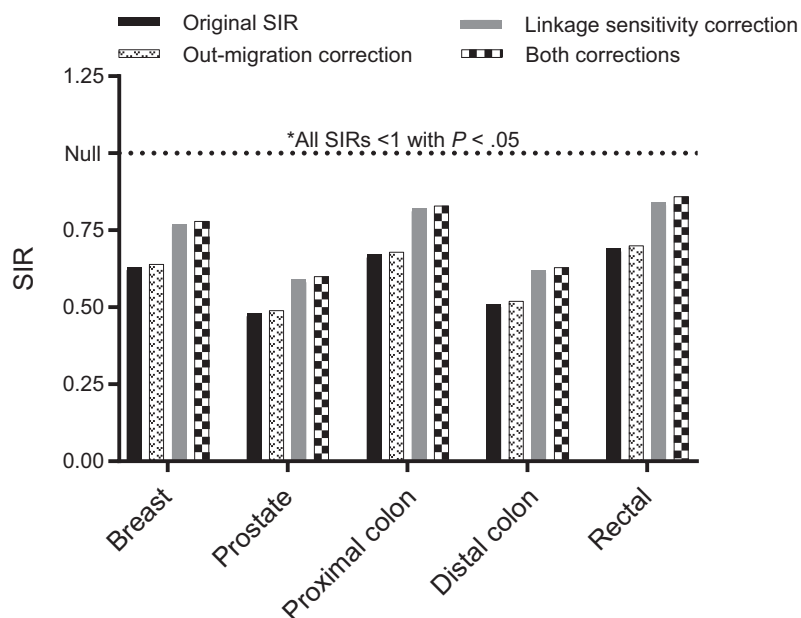 Original SIR
Linkage sensitivity correction
Out-migration correction
Both corrections
1.25
Null
*All SIRs <1 with P < .05
0.75
0.50
0.25
0.00
SIR
Breast
Prostate
Proximal colon
Distal colon
Rectal